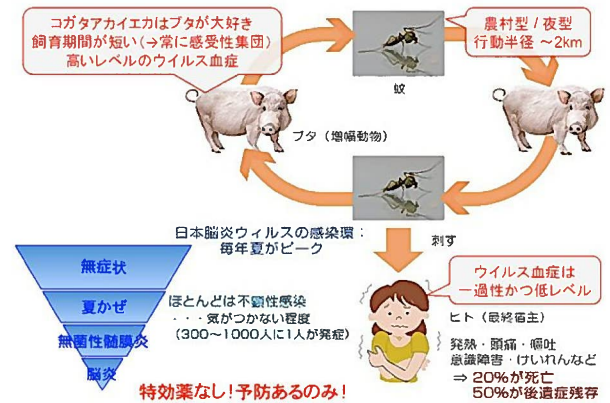 コガタアカイエカはブタが大好き
飼育期間が短い(→常に感受性集団)
高いレベルのウイルス血症
農村型 / 夜型
行動半径 ~2km
蚊
ブタ(増幅動物)
日本脳炎ウィルスの感染環:
毎年夏がピーク
刺す
無症状
夏かぜ
無菌性髄膜炎
脳炎
ほとんどは不顕性感染
・・・気がつかない程度
(300~1000人に1人が発症)
ウイルス血症は
一過性かつ低レベル
ヒト(最終宿主)
発熱・頭痛・嘔吐
意識障害・けいれんなど
⇒ 20%が死亡
50%が後遺症残存
特効薬なし!予防あるのみ!